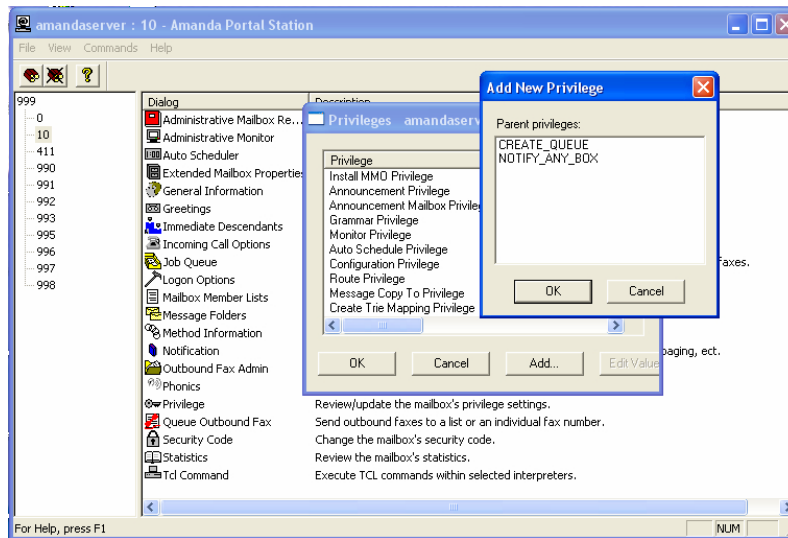 amandaserver : 10 - Amanda Portal Station
File View Commands Help
999
0
10
411
990
991
992
993
995
996
997
998
Dialog Description
Administrative Mailbox Re...
Administrative Monitor
Auto Scheduler
Extended Mailbox Propertie
General Information
Greetings
Immediate Descendants
Incoming Call Options
Job Queue
Logon Options
Mailbox Member Lists
Message Folders
Method Information
Notification
Outbound Fax Admin
Phonics
Privilege Review/update the mailbox's privilege settings.
Queue Outbound Fax Send outbound faxes to a list or an individual fax number.
Security Code Change the mailbox's security code.
Statistics Review the mailbox's statistics.
Tcl Command Execute TCL commands within selected interpreters.
faxes.
paging, ect.
Privileges amandaserv
Privilege
Install MMO Privilege
Announcement Privilege
Announcement Mailbox Privile
Grammar Privilege
Monitor Privilege
Auto Schedule Privilege
Configuration Privilege
Route Privilege
Message Copy To Privilege
Create Trie Mapping Privilege
OK Cancel Add... Edit Value
Add New Privilege
Parent privileges:
CREATE_QUEUE
NOTIFY_ANY_BOX
OK Cancel
For Help, press F1 NUM